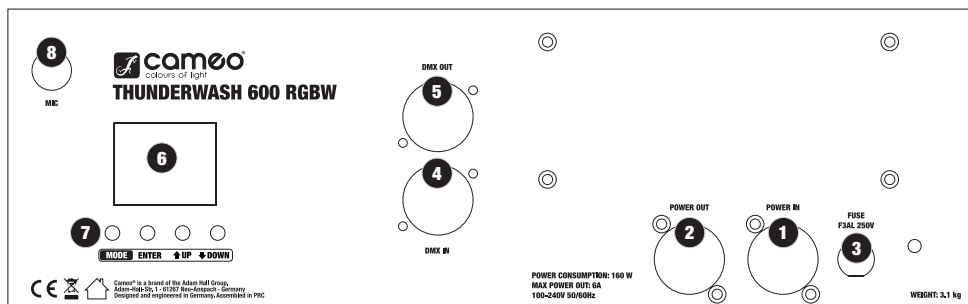 8
MIC
cameo®
colours of light
THUNDERWASH 600 RGBW
6
7
MODE ENTER UP DOWN
CE
Cameo® is a brand of the Adam Hall Group,
Adam-Hall-Str. 1 · 61267 Neu-Anspach · Germany
Designed and engineered in Germany. Assembled in PRC
DMX OUT
5
4
DMX IN
POWER OUT
2
POWER IN
1
FUSE
F3AL 250V
3
POWER CONSUMPTION: 160 W
MAX POWER OUT: 6A
100-240V 50/60Hz
WEIGHT: 3.1 kg